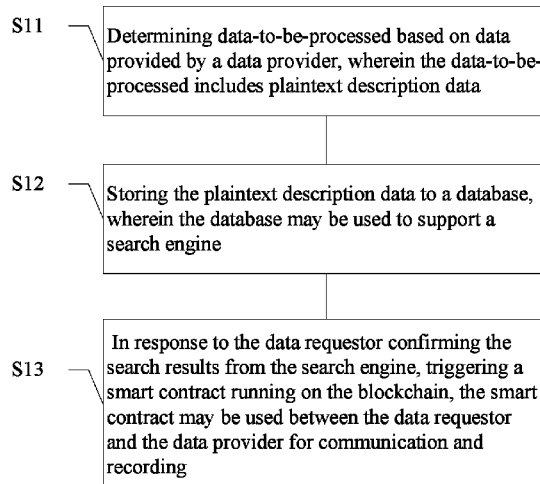 S11
Determining data-to-be-processed based on data
provided by a data provider, wherein the data-to-be-
processed includes plaintext description data
S12
Storing the plaintext description data to a database,
wherein the database may be used to support a
search engine
S13
In response to the data requestor confirming the
search results from the search engine, triggering a
smart contract running on the blockchain, the smart
contract may be used between the data requestor
and the data provider for communication and
recording